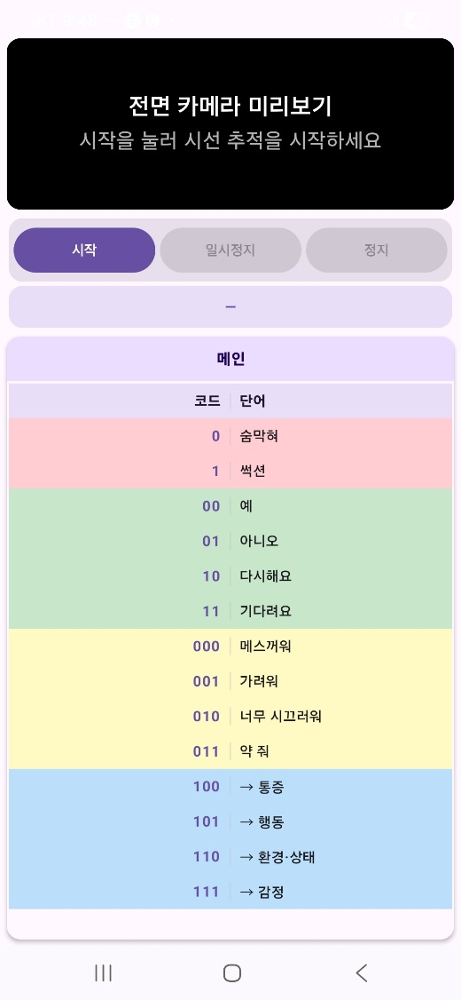 전면 카메라 미리보기
시작을 눌러 시선 추적을 시작하세요
시작 일시정지 정지
–
메인
코드 단어
0 숨막혀
1 썩션
00 예
01 아니오
10 다시해요
11 기다려요
000 메스꺼워
001 가려워
010 너무 시끄러워
011 약 줘
100 → 통증
101 → 행동
110 → 환경·상태
111 → 감정